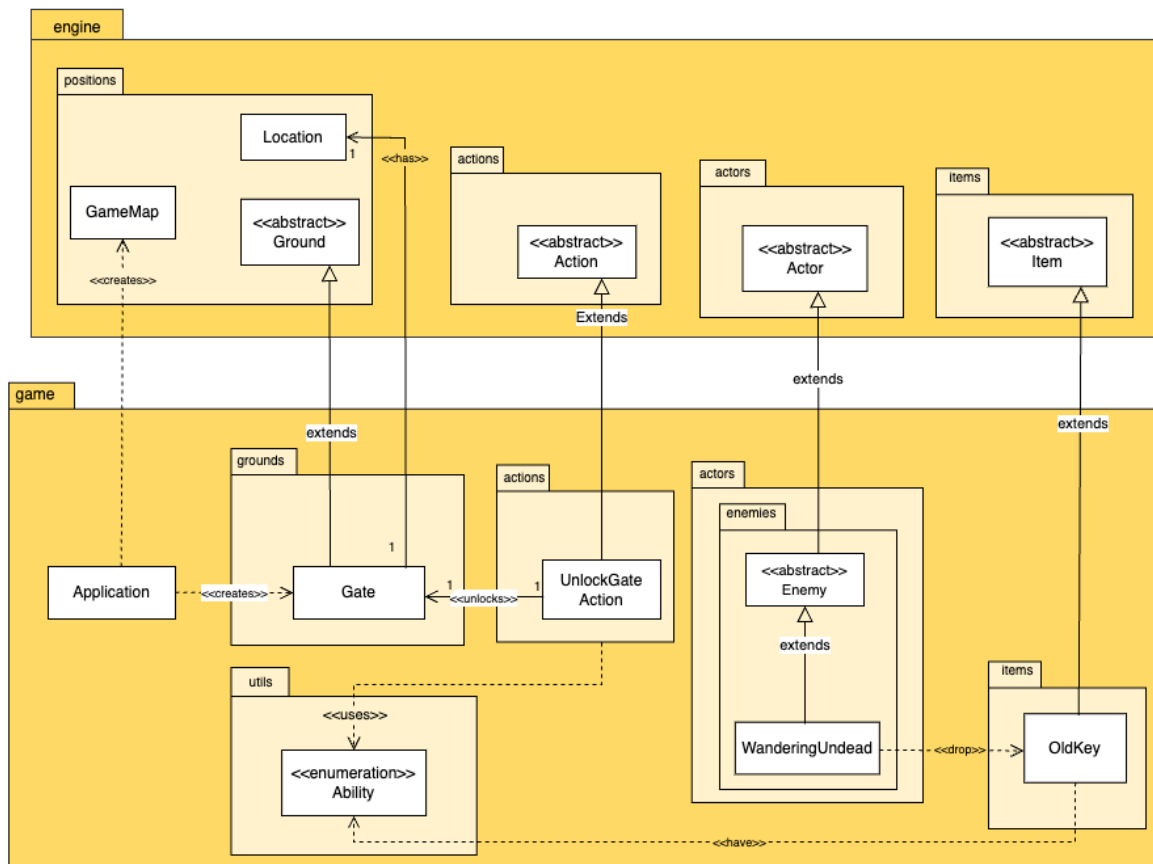 engine
positions
Location
1
<<has>>
GameMap
<<abstract>>
Ground
<<creates>>
actions
<<abstract>>
Action
Extends
actors
<<abstract>>
Actor
items
<<abstract>>
Item
extends
extends
game
extends
grounds
actions
actors
enemies
1
Application
<<creates>>
Gate
1
<<unlocks>>
1
UnlockGate
Action
<<abstract>>
Enemy
extends
utils
<<uses>>
<<enumeration>>
Ability
WanderingUndead
<<drop>>
items
OldKey
<<have>>